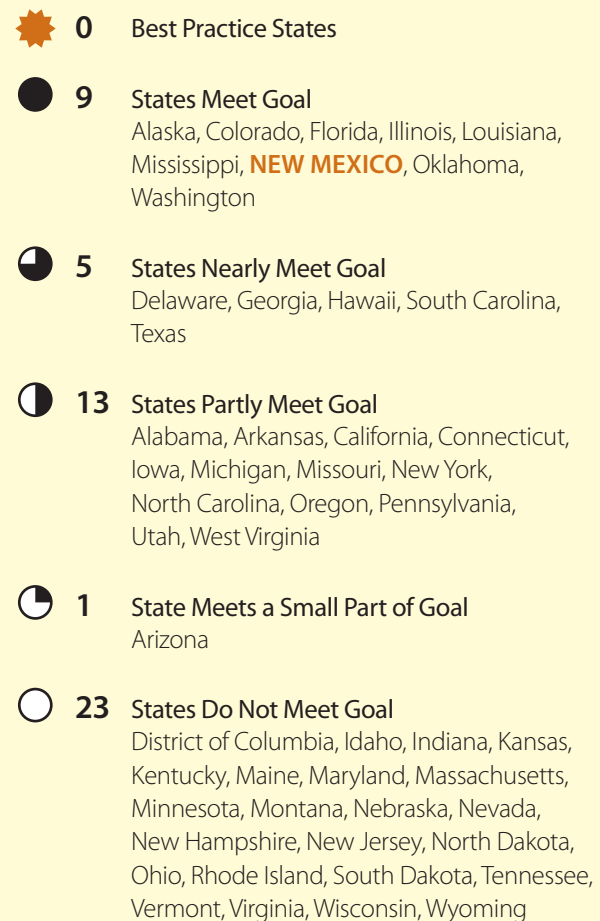 0 Best Practice States
9 States Meet Goal
Alaska, Colorado, Florida, Illinois, Louisiana,
Mississippi, NEW MEXICO, Oklahoma,
Washington
5 States Nearly Meet Goal
Delaware, Georgia, Hawaii, South Carolina,
Texas
13 States Partly Meet Goal
Alabama, Arkansas, California, Connecticut,
Iowa, Michigan, Missouri, New York,
North Carolina, Oregon, Pennsylvania,
Utah, West Virginia
1 State Meets a Small Part of Goal
Arizona
23 States Do Not Meet Goal
District of Columbia, Idaho, Indiana, Kansas,
Kentucky, Maine, Maryland, Massachusetts,
Minnesota, Montana, Nebraska, Nevada,
New Hampshire, New Jersey, North Dakota,
Ohio, Rhode Island, South Dakota, Tennessee,
Vermont, Virginia, Wisconsin, Wyoming